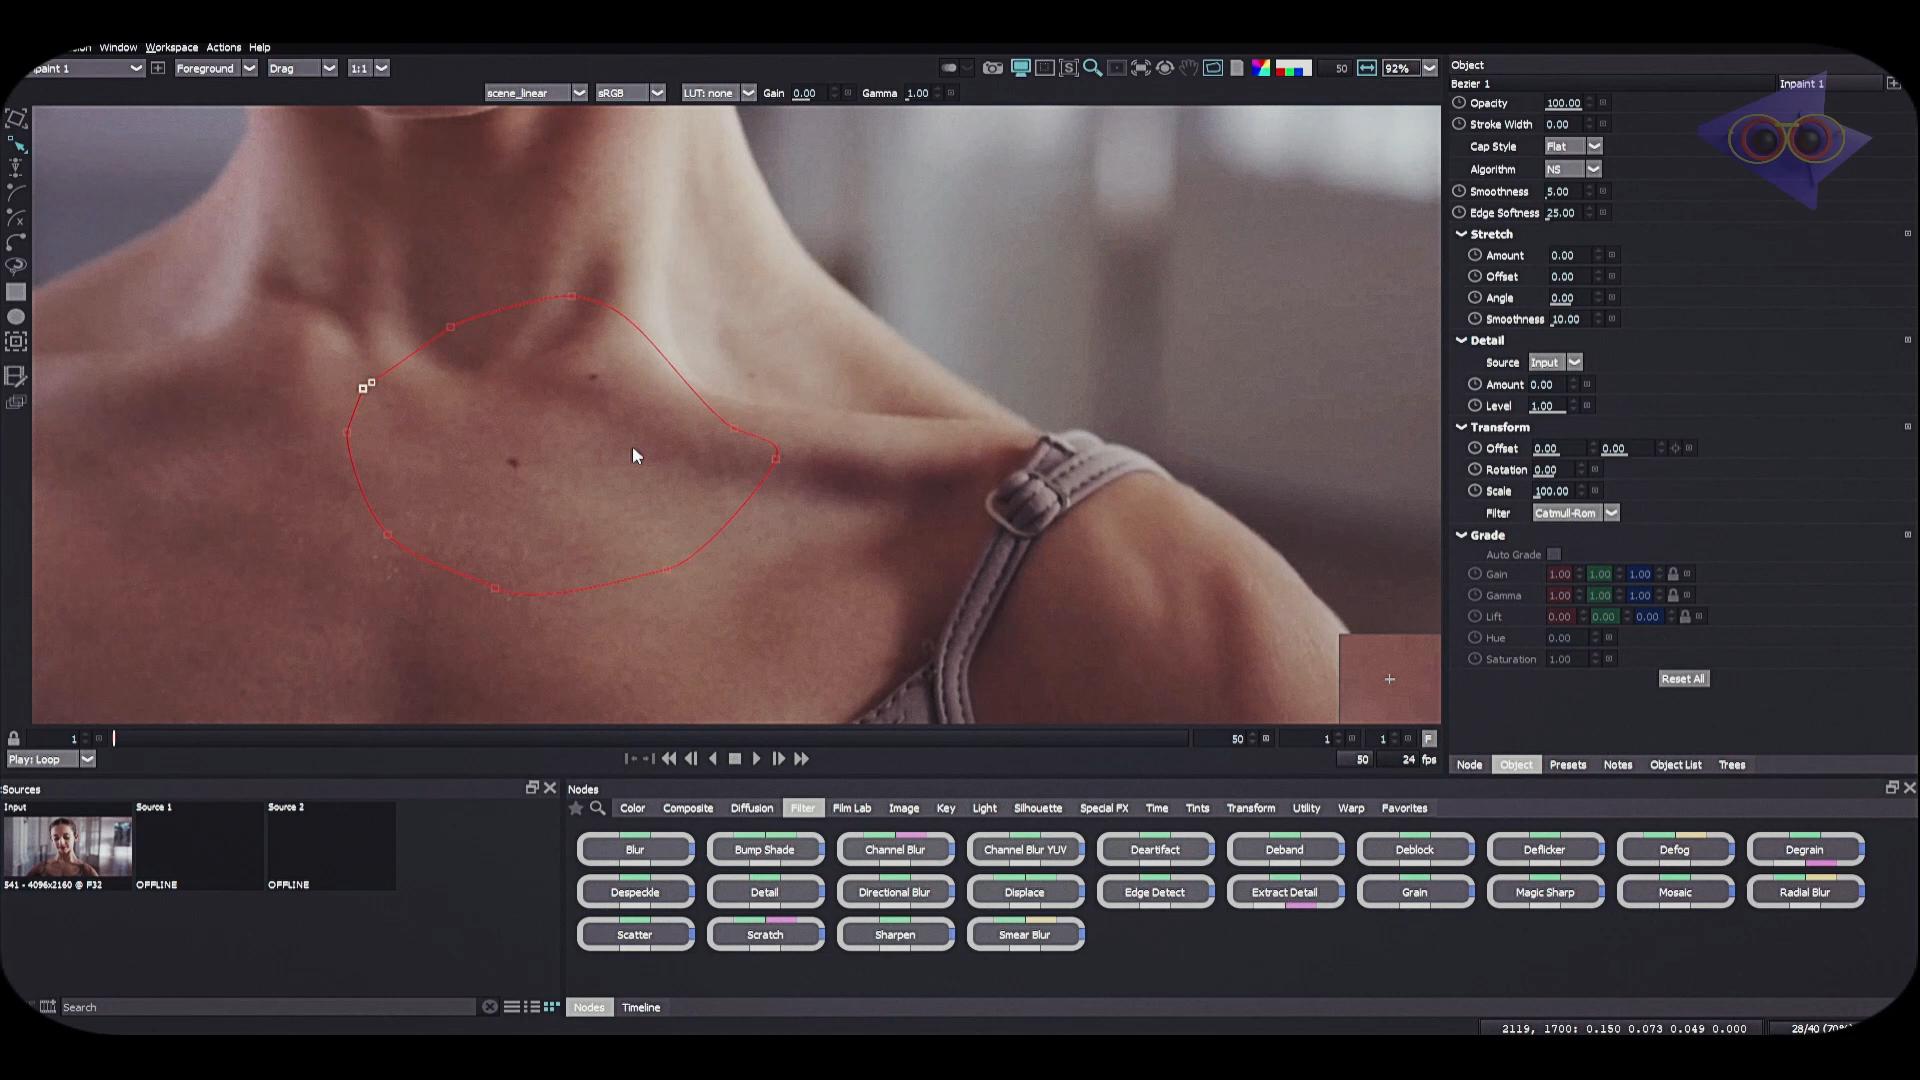 Window Workspace Actions Help
paint 1 Foreground Drag 1:1
50 92%
scene_linear sRGB LUT: none Gain 0.00 Gamma 1.00
Object
Bezier 1 Inpaint 1
Opacity 100.00
Stroke Width 0.00
Cap Style Flat
Algorithm NS
Smoothness 5.00
Edge Softness 25.00
Stretch
Amount 0.00
Offset 0.00
Angle 0.00
Smoothness 10.00
Detail
Source Input
Amount 0.00
Level 1.00
Transform
Offset 0.00 0.00
Rotation 0.00
Scale 100.00
Filter Catmull-Rom
Grade
Auto Grade
Gain 1.00 1.00 1.00
Gamma 1.00 1.00 1.00
Lift 0.00 0.00 0.00
Hue 0.00
Saturation 1.00
Reset All
1 50 1 1 F
Play: Loop 50 24 fps
Node Object Presets Notes Object List Trees
Sources
Input Source 1 Source 2
541 - 4096x2160 @ F32 OFFLINE OFFLINE
Search
Nodes
Color Composite Diffusion Filter Film Lab Image Key Light Silhouette Special FX Time Tints Transform Utility Warp Favorites
Blur Bump Shade Channel Blur Channel Blur YUV Deartifact Deband Deblock Deflicker Defog Degrain
Despeckle Detail Directional Blur Displace Edge Detect Extract Detail Grain Magic Sharp Mosaic Radial Blur
Scatter Scratch Sharpen Smear Blur
Nodes Timeline
2119, 1700: 0.150 0.073 0.049 0.000 28/40 (70%